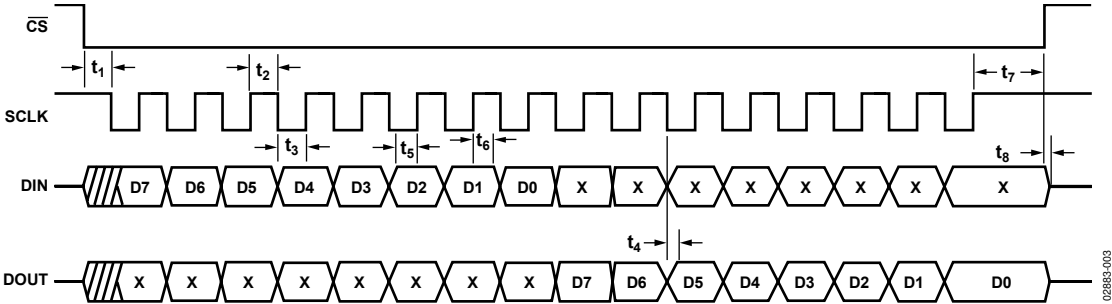 CS
t1 t2 t7
SCLK
t3 t5 t6 t8
DIN D7 D6 D5 D4 D3 D2 D1 D0 X X X X X X X X
t4
DOUT X X X X X X X X D7 D6 D5 D4 D3 D2 D1 D0
02883-003